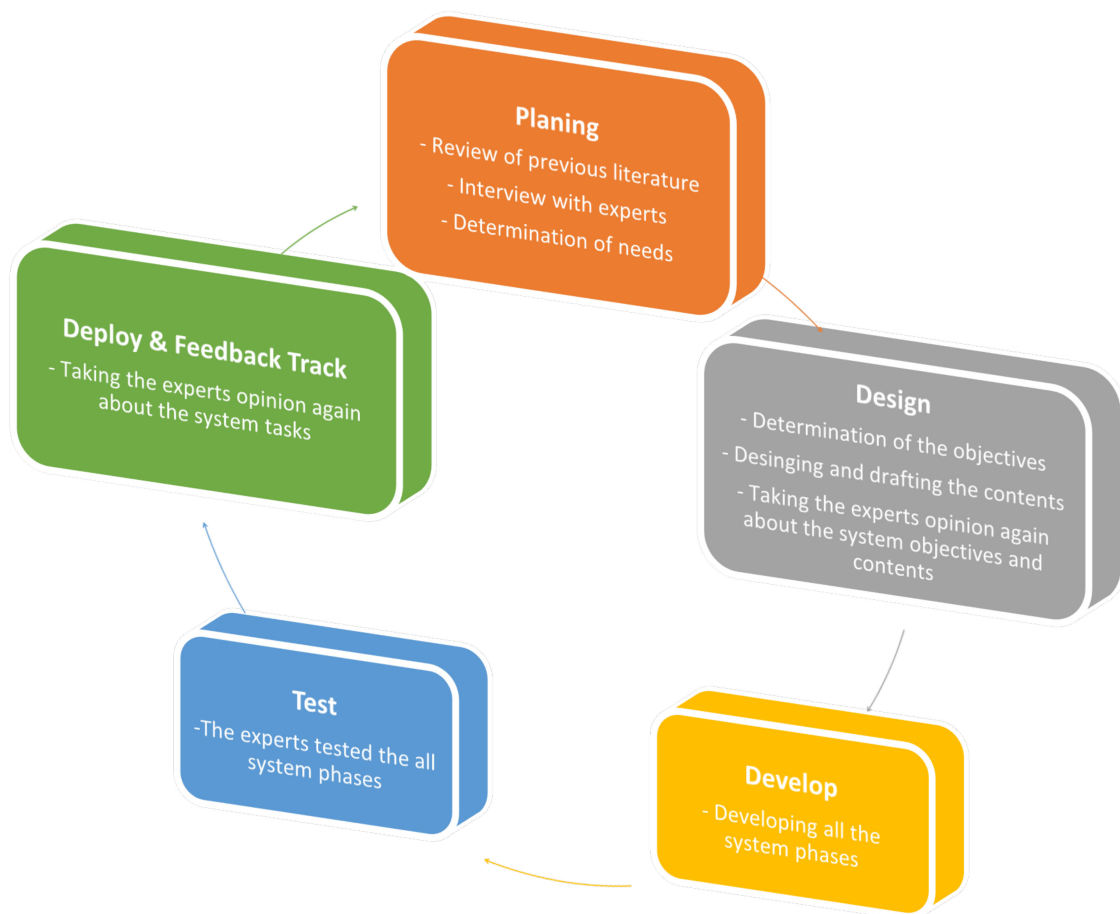 Planing
- Review of previous literature
- Interview with experts
- Determination of needs
Design
- Determination of the objectives
- Desinging and drafting the contents
- Taking the experts opinion again
about the system objectives and
contents
Develop
- Developing all the
system phases
Test
-The experts tested the all
system phases
Deploy & Feedback Track
- Taking the experts opinion again
about the system tasks